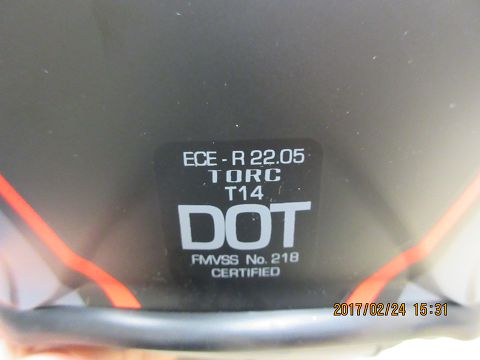 ECE - R 22.05
TORC
T14
DOT
FMVSS No. 218
CERTIFIED
2017/02/24 15:31